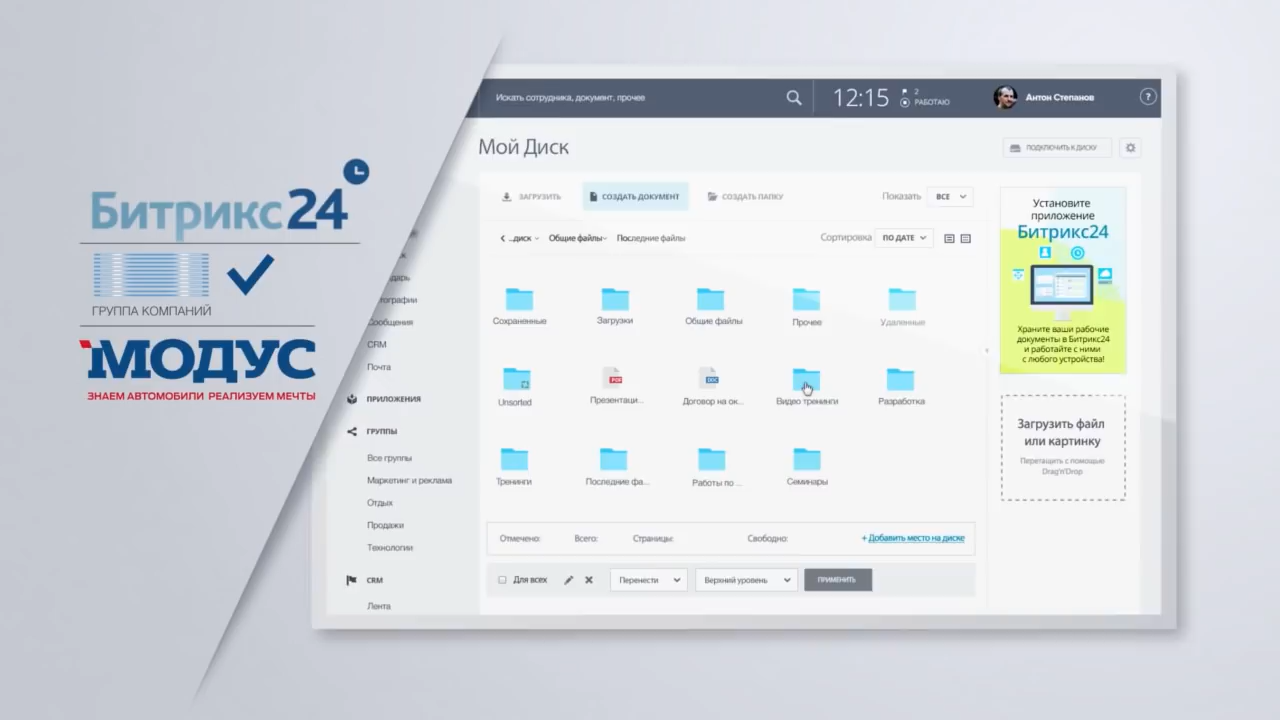 Битрикс24
ГРУППА КОМПАНИЙ
МОДУС
ЗНАЕМ АВТОМОБИЛИ РЕАЛИЗУЕМ МЕЧТЫ
Искать сотрудника, документ, прочее
12:15
2
РАБОТАЮ
Антон Степанов
?
Мой Диск
ПОДКЛЮЧИТЬ К ДИСКУ
ЗАГРУЗИТЬ
СОЗДАТЬ ДОКУМЕНТ
СОЗДАТЬ ПАПКУ
Показать
ВСЕ
...диск
Общие файлы
Последние файлы
Сортировка
ПО ДАТЕ
Сохраненные
Загрузки
Общие файлы
Прочее
Удаленные
Unsorted
PDF
Презентаци...
DOC
Договор на ок...
Видео тренинги
Разработка
Тренинги
Последние фа...
Работы по ...
Семинары
Отмечено:
Всего:
Страницы:
Свободно:
+ Добавить место на диске
Для всех
Перенести
Верхний уровень
ПРИМЕНИТЬ
Сообщения
CRM
Почта
ПРИЛОЖЕНИЯ
ГРУППЫ
Все группы
Маркетинг и реклама
Отдых
Продажи
Технологии
CRM
Лента
Установите
приложение
Битрикс24
Храните ваши рабочие
документы в Битрикс24
и работайте с ними
с любого устройства!
Загрузить файл
или картинку
Перетащить с помощью
Drag'n'Drop